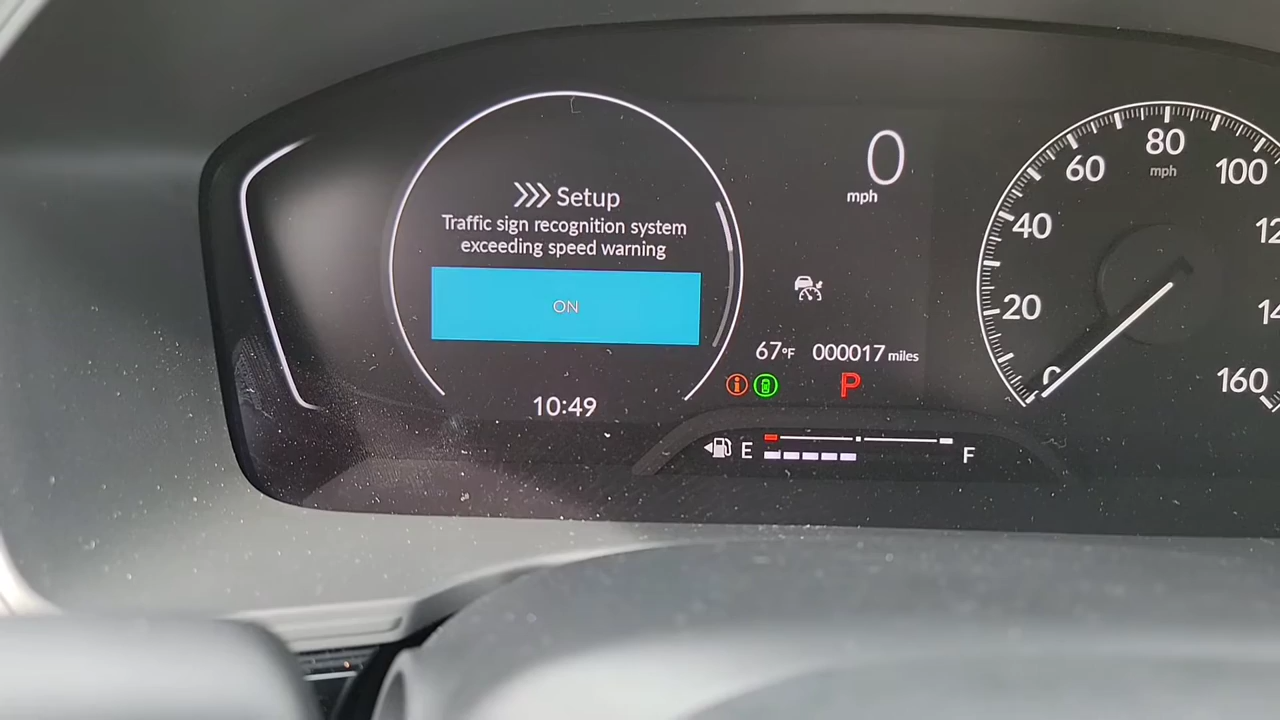 Setup
Traffic sign recognition system
exceeding speed warning
ON
10:49
0
mph
67°F 000017 miles
P
E
F
20
40
60
80
mph
100
160